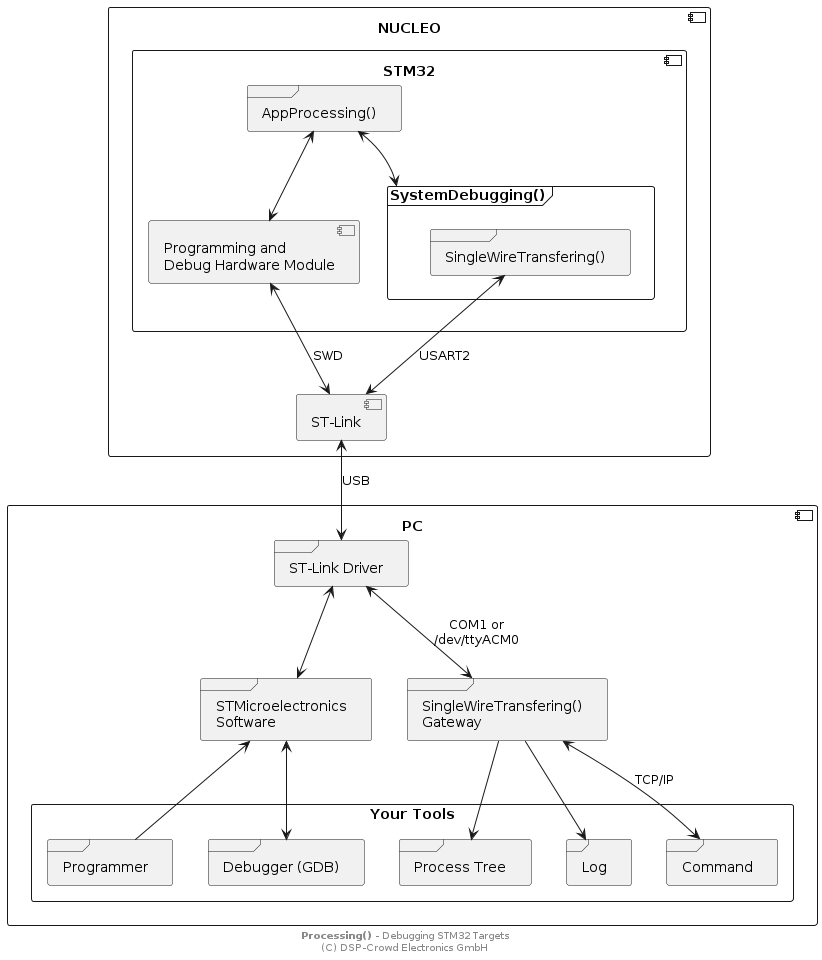 NUCLEO
STM32
AppProcessing()
SystemDebugging()
Programming and
Debug Hardware Module
SingleWireTransfering()
SWD
USART2
ST-Link
USB
PC
ST-Link Driver
COM1 or
/dev/ttyACM0
STMicroelectronics
Software
SingleWireTransfering()
Gateway
TCP/IP
Your Tools
Programmer
Debugger (GDB)
Process Tree
Log
Command
Processing() - Debugging STM32 Targets
(C) DSP-Crowd Electronics GmbH